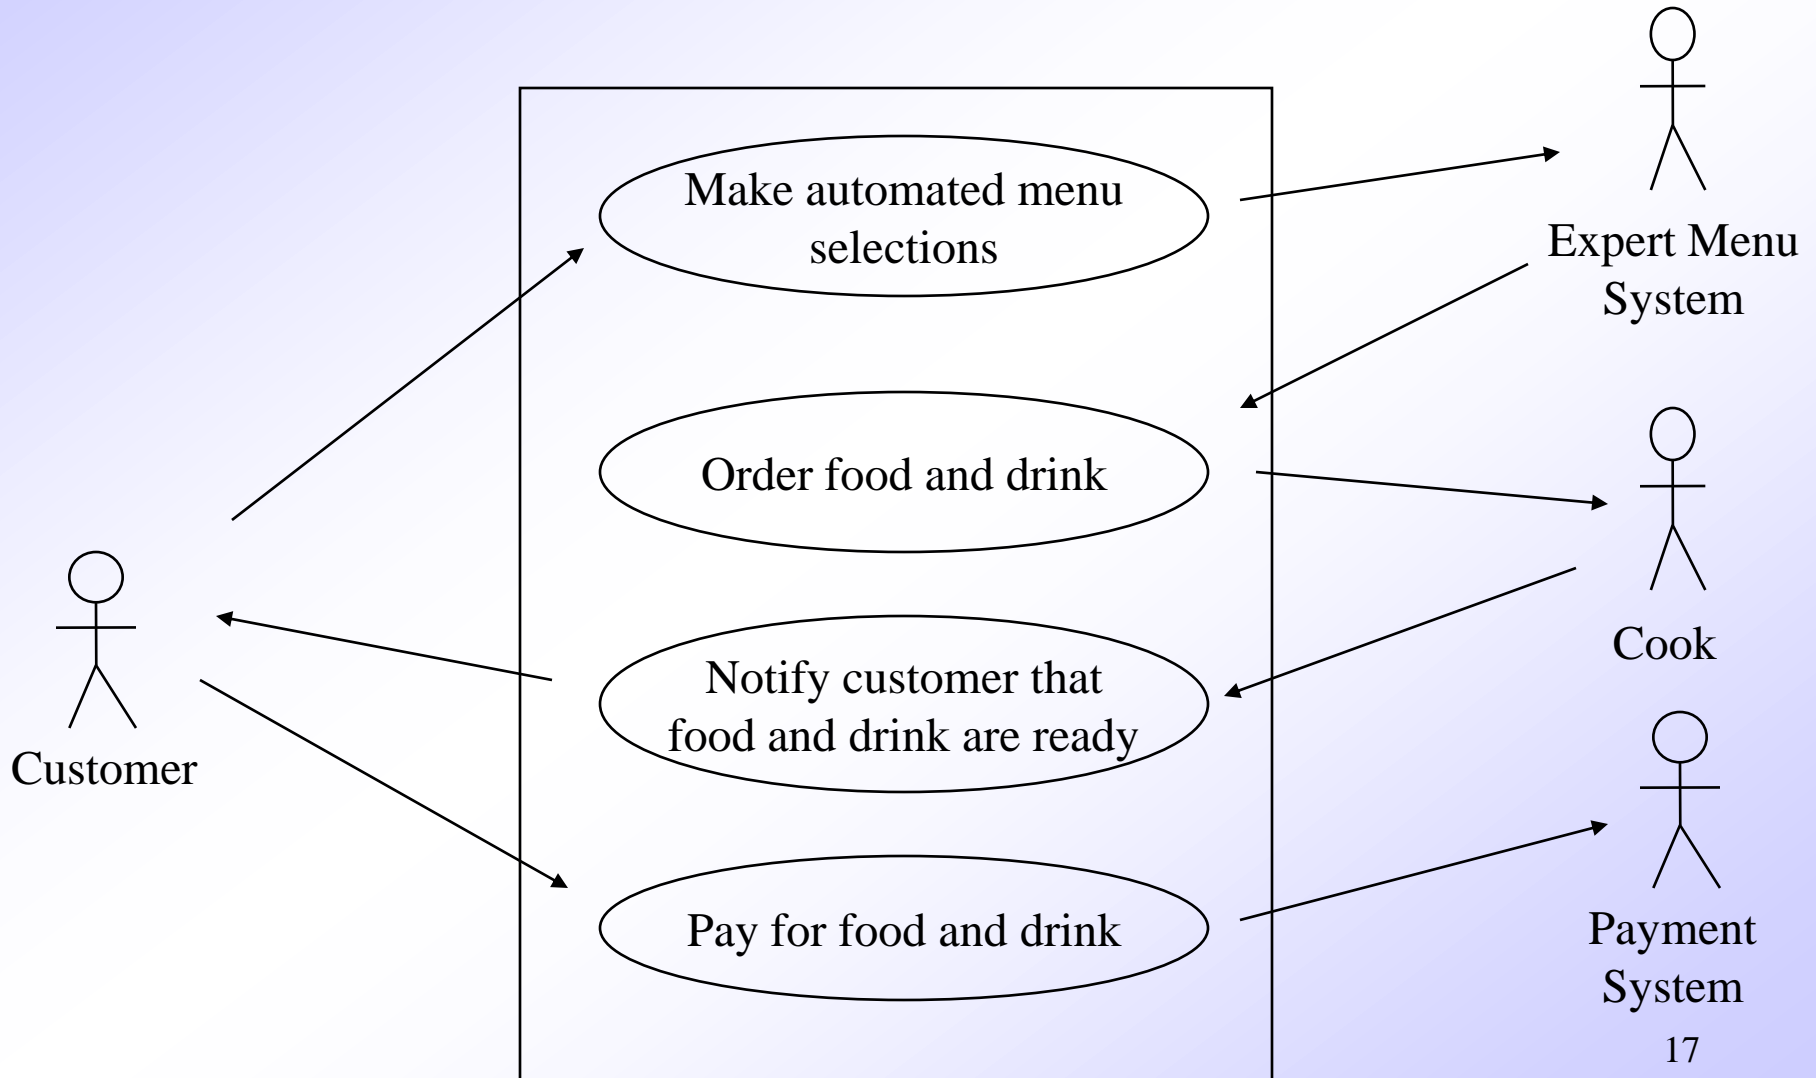 Make automated menu
selections
Expert Menu
System
Order food and drink
Cook
Notify customer that
food and drink are ready
Customer
Pay for food and drink
Payment
System
17